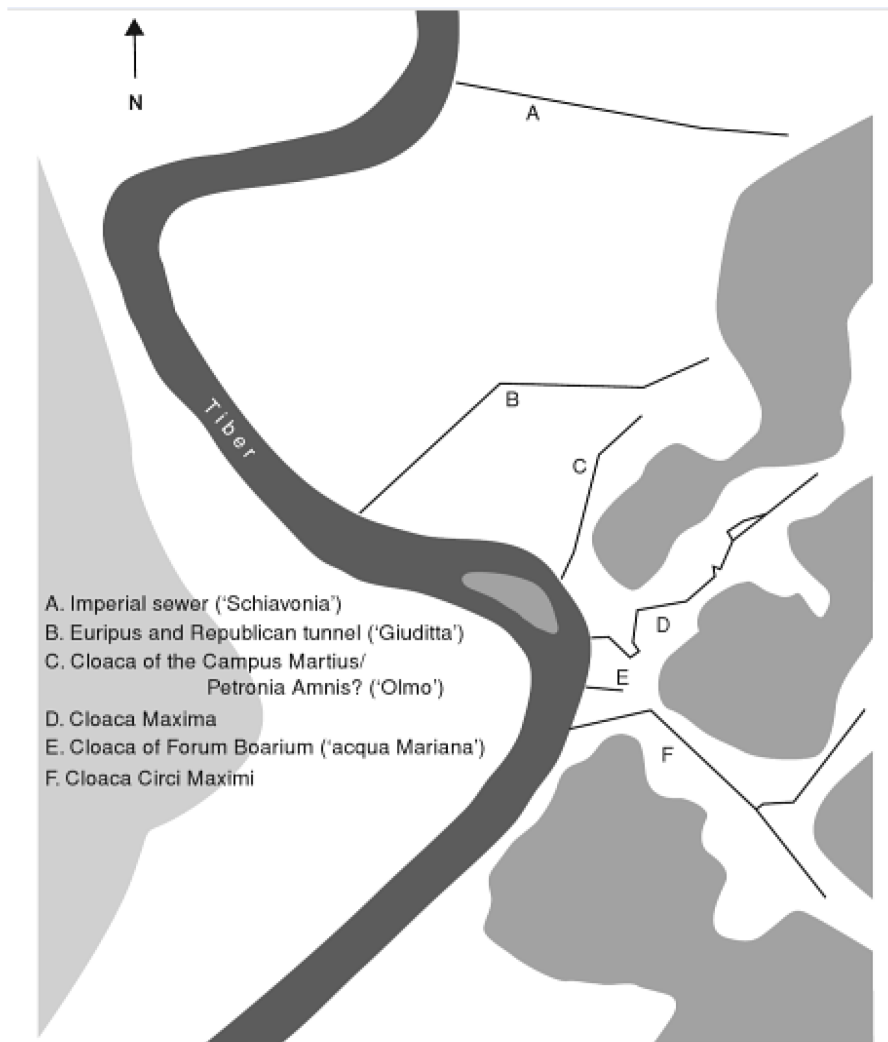 N
A
B
Tiber
C
D
E
F
A. Imperial sewer (‘Schiavonia’)
B. Euripus and Republican tunnel (‘Giuditta’)
C. Cloaca of the Campus Martius/
Petronia Amnis? (‘Olmo’)
D. Cloaca Maxima
E. Cloaca of Forum Boarium (‘acqua Mariana’)
F. Cloaca Circi Maximi